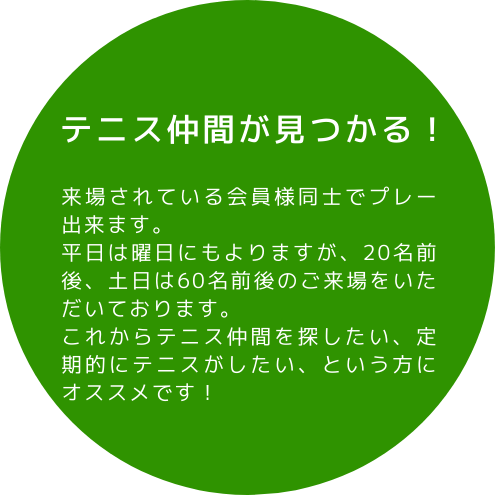 テニス仲間が見つかる！
来場されている会員様同士でプレー
出来ます。
平日は曜日にもよりますが、20名前
後、土日は60名前後のご来場をいた
だいております。
これからテニス仲間を探したい、定
期的にテニスがしたい、という方に
オススメです！